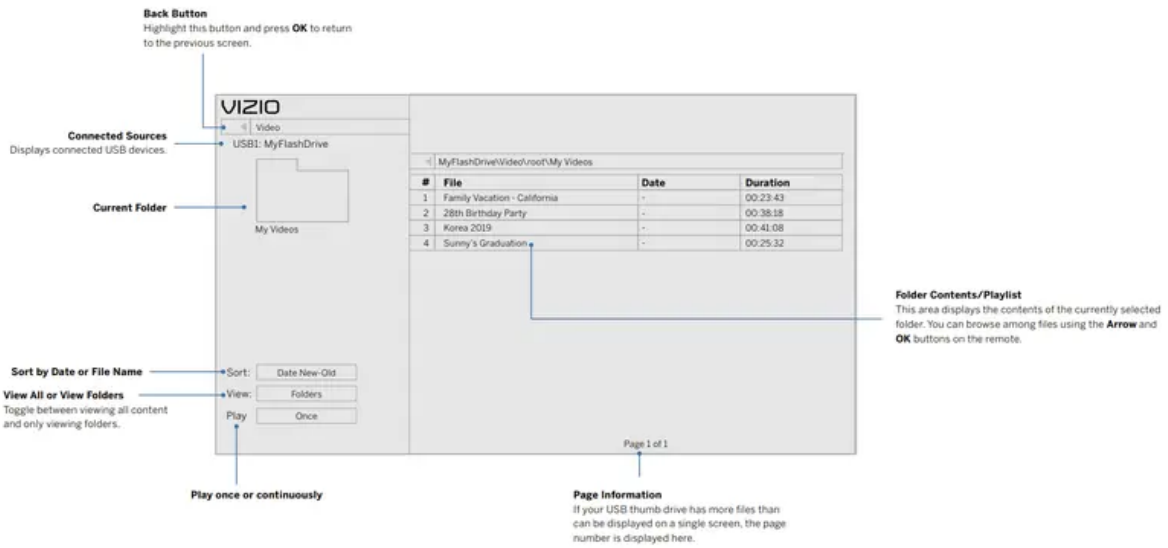 Back Button
Highlight this button and press OK to return
to the previous screen.
VIZIO
Video
Connected Sources
Displays connected USB devices.
USB1: MyFlashDrive
MyFlashDrive\Video\root\My Videos
# File Date Duration
1 Family Vacation - California - 00:23:43
2 28th Birthday Party - 00:38:18
3 Korea 2019 - 00:41:08
4 Sunny's Graduation - 00:25:32
Current Folder
My Videos
Folder Contents/Playlist
This area displays the contents of the currently selected
folder. You can browse among files using the Arrow and
OK buttons on the remote.
Sort by Date or File Name
Sort: Date New-Old
View All or View Folders
Toggle between viewing all content
and only viewing folders.
View: Folders
Play Once
Page 1 of 1
Play once or continuously
Page Information
If your USB thumb drive has more files than
can be displayed on a single screen, the page
number is displayed here.